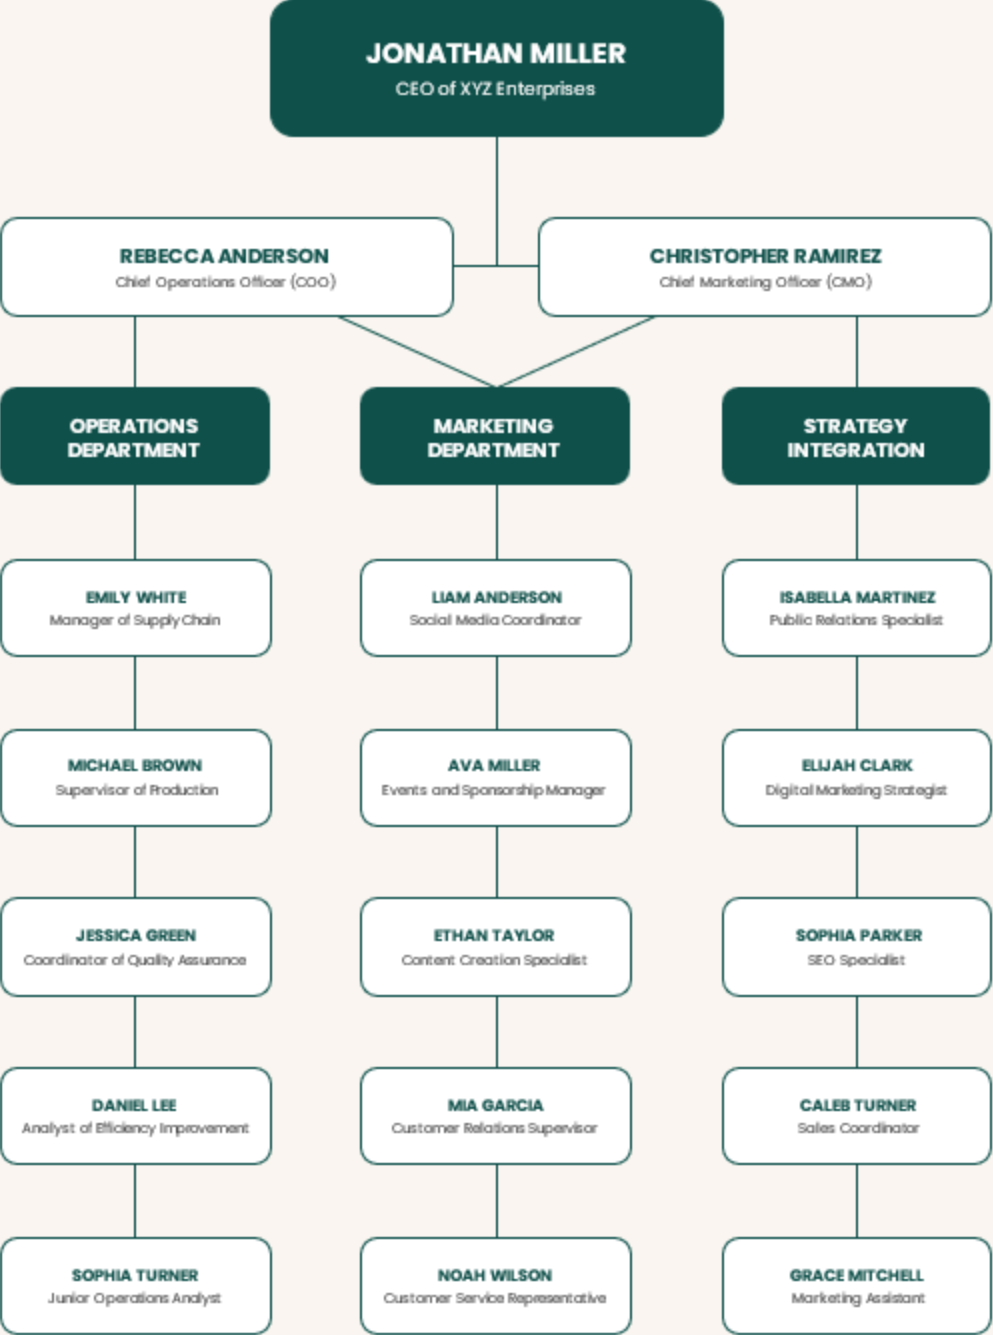 JONATHAN MILLER
CEO of XYZ Enterprises
REBECCA ANDERSON
Chief Operations Officer (COO)
CHRISTOPHER RAMIREZ
Chief Marketing Officer (CMO)
OPERATIONS
DEPARTMENT
MARKETING
DEPARTMENT
STRATEGY
INTEGRATION
EMILY WHITE
Manager of Supply Chain
LIAM ANDERSON
Social Media Coordinator
ISABELLA MARTINEZ
Public Relations Specialist
MICHAEL BROWN
Supervisor of Production
AVA MILLER
Events and Sponsorship Manager
ELIJAH CLARK
Digital Marketing Strategist
JESSICA GREEN
Coordinator of Quality Assurance
ETHAN TAYLOR
Content Creation Specialist
SOPHIA PARKER
SEO Specialist
DANIEL LEE
Analyst of Efficiency Improvement
MIA GARCIA
Customer Relations Supervisor
CALEB TURNER
Sales Coordinator
SOPHIA TURNER
Junior Operations Analyst
NOAH WILSON
Customer Service Representative
GRACE MITCHELL
Marketing Assistant